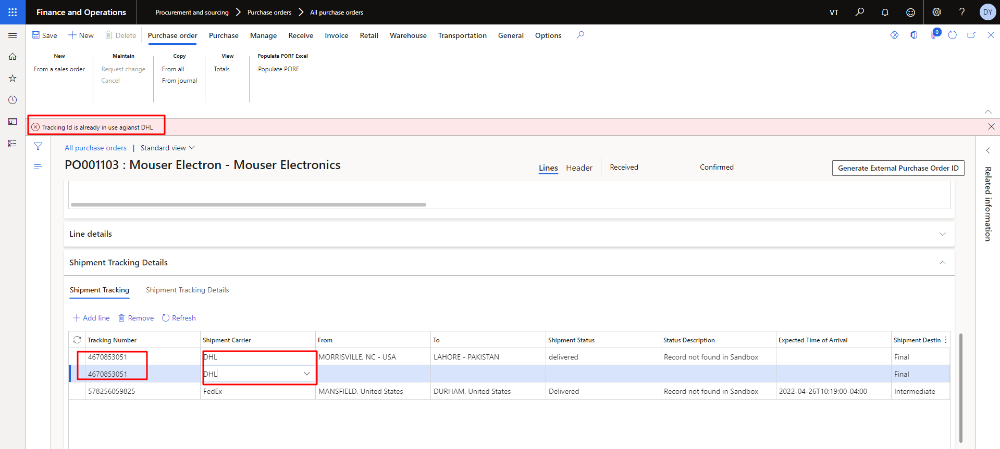 Finance and Operations
Procurement and sourcing > Purchase orders > All purchase orders
VT
DY
Save
New
Delete
Purchase order
Purchase
Manage
Receive
Invoice
Retail
Warehouse
Transportation
General
Options
0
New
From a sales order
Maintain
Request change
Cancel
Copy
From all
From journal
View
Totals
Populate PORF Excel
Populate PORF
Tracking Id is already in use agianst DHL
All purchase orders | Standard view
PO001103 : Mouser Electron - Mouser Electronics
Lines
Header
Received
Confirmed
Generate External Purchase Order ID
Related information
Line details
Shipment Tracking Details
Shipment Tracking
Shipment Tracking Details
Add line
Remove
Refresh
Tracking Number Shipment Carrier From To Shipment Status Status Description Expected Time of Arrival Shipment Destin
4670853051 DHL MORRISVILLE, NC - USA LAHORE - PAKISTAN delivered Record not found in Sandbox Final
4670853051 DHL Final
578256059825 FedEx MANSFIELD, United States DURHAM, United States Delivered Record not found in Sandbox 2022-04-26T10:19:00-04:00 Intermediate